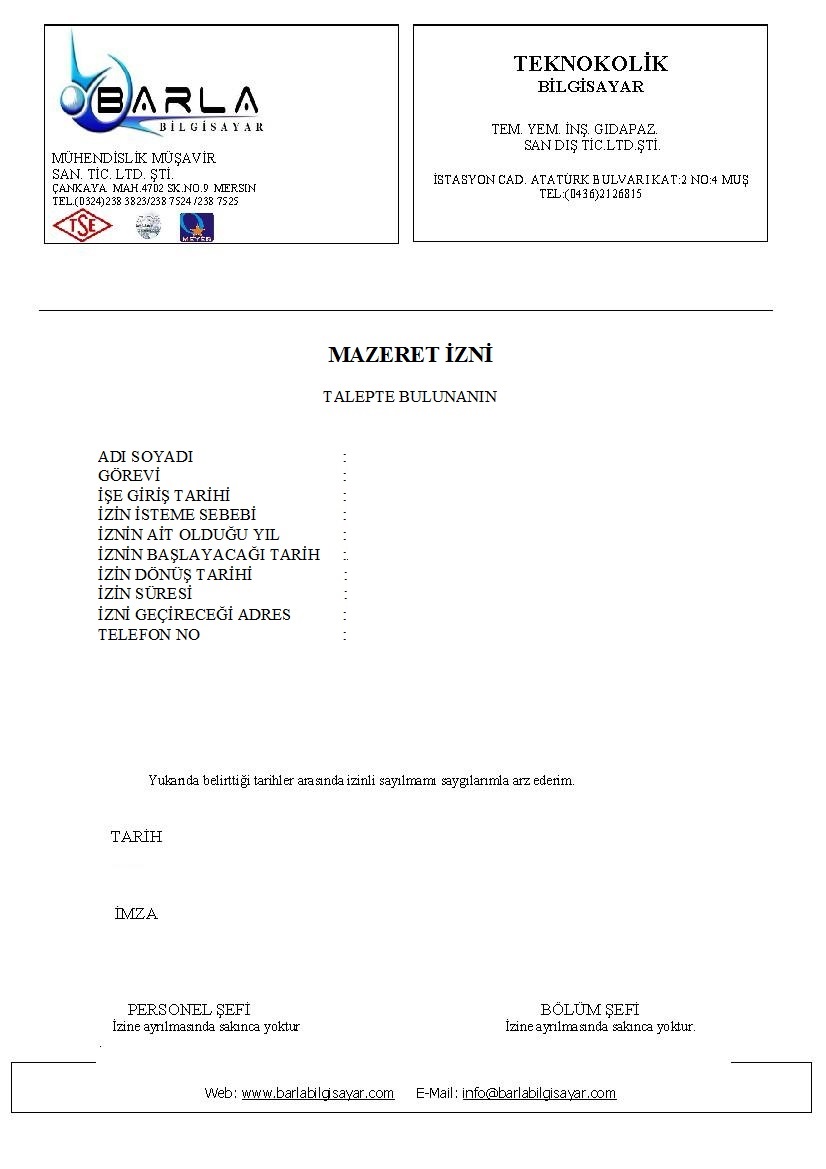 BARLA
BİLGİSAYAR
MÜHENDİSLİK MÜŞAVİR
SAN. TİC. LTD. ŞTİ.
ÇANKAYA. MAH.4702 SK.NO.9 MERSIN
TEL.(0324)238 3823/238 7524 /238 7525
TSE
MEYER
TEKNOKOLİK
BİLGİSAYAR
TEM. YEM. İNŞ. GIDAPAZ.
SAN DIŞ TİC.LTD.ŞTİ.
İSTASYON CAD. ATATÜRK BULVARI KAT:2 NO:4 MUŞ
TEL:(0436)2126815
MAZERET İZNİ
TALEPTE BULUNANIN
ADI SOYADI :
GÖREVİ :
İŞE GİRİŞ TARİHİ :
İZİN İSTEME SEBEBİ :
İZNİN AİT OLDUĞU YIL :
İZNİN BAŞLAYACAĞI TARİH :.
İZİN DÖNÜŞ TARİHİ :
İZİN SÜRESİ :
İZNİ GEÇİRECEĞİ ADRES :
TELEFON NO :
Yukarıda belirttiği tarihler arasında izinli sayılmamı saygılarımla arz ederim.
TARİH
İMZA
PERSONEL ŞEFİ BÖLÜM ŞEFİ
İzine ayrılmasında sakınca yoktur İzine ayrılmasında sakınca yoktur.
.
Web: www.barlabilgisayar.com E-Mail: info@barlabilgisayar.com